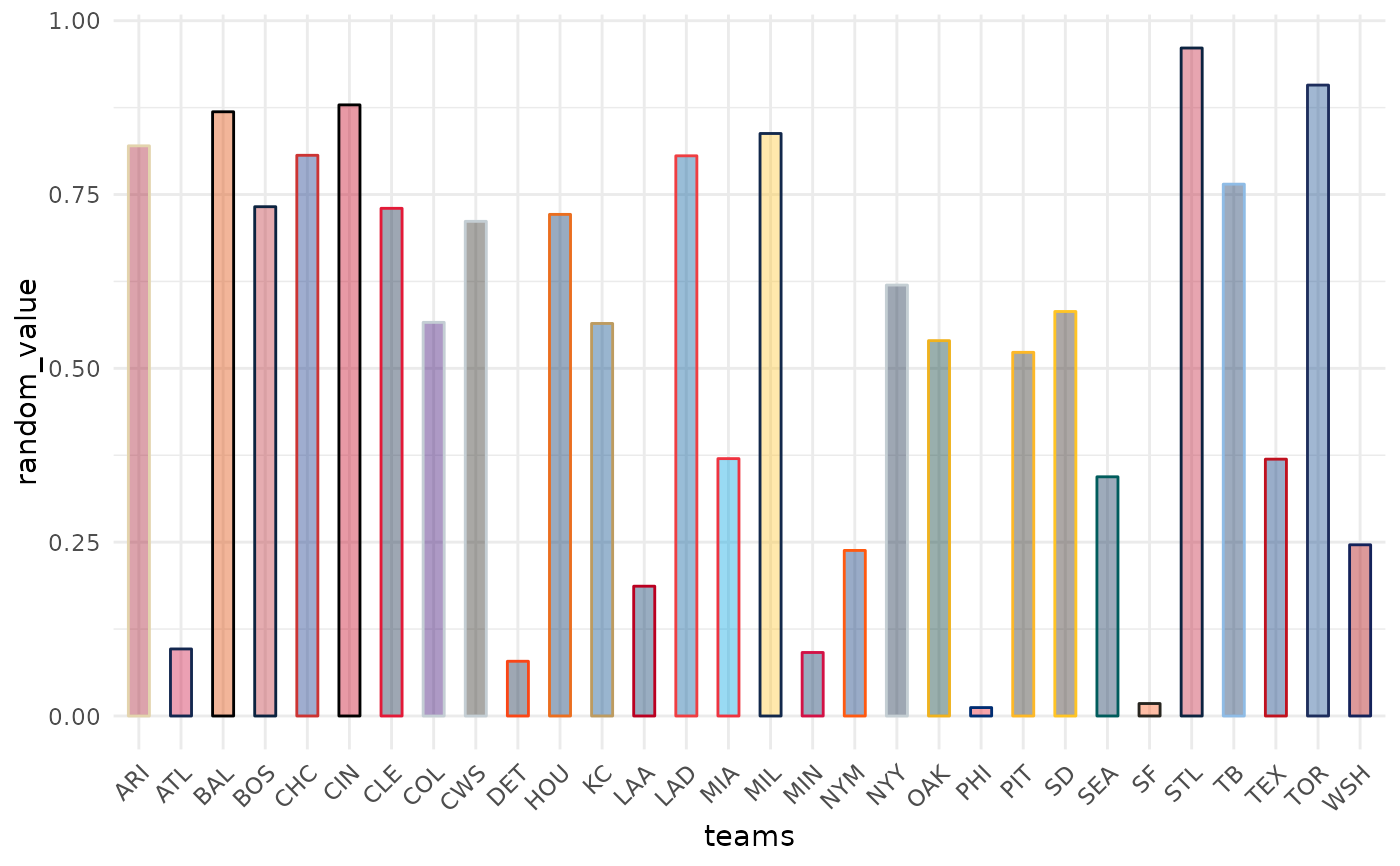 1.00
0.75
0.50
0.25
0.00
random_value
ARI
ATL
BAL
BOS
CHC
CIN
CLE
COL
CWS
DET
HOU
KC
LAA
LAD
MIA
MIL
MIN
NYM
NYY
OAK
PHI
PIT
SD
SEA
SF
STL
TB
TEX
TOR
WSH
teams